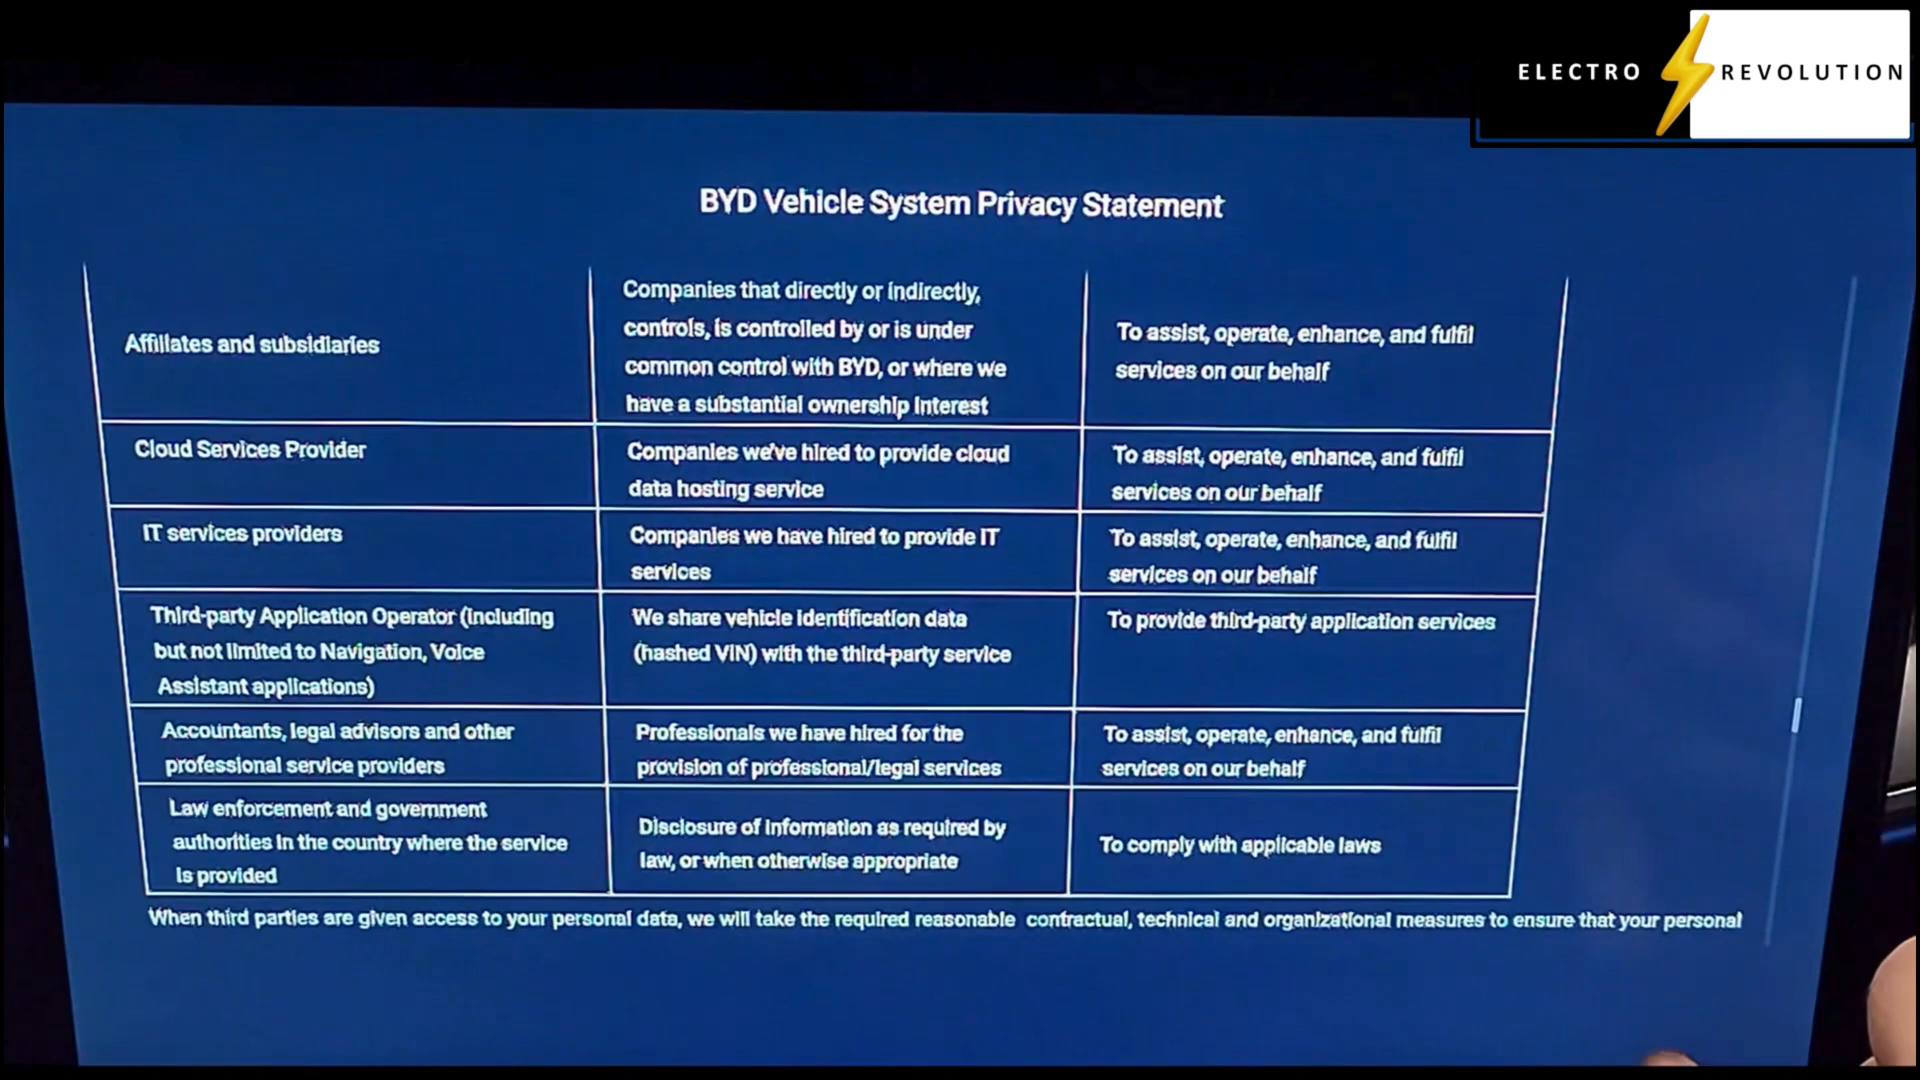 ELECTRO REVOLUTION
BYD Vehicle System Privacy Statement
Affiliates and subsidiaries
Companies that directly or indirectly,
controls, is controlled by or is under
common control with BYD, or where we
have a substantial ownership interest
To assist, operate, enhance, and fulfil
services on our behalf
Cloud Services Provider
Companies we've hired to provide cloud
data hosting service
To assist, operate, enhance, and fulfil
services on our behalf
IT services providers
Companies we have hired to provide IT
services
To assist, operate, enhance, and fulfil
services on our behalf
Third-party Application Operator (including
but not limited to Navigation, Voice
Assistant applications)
We share vehicle identification data
(hashed VIN) with the third-party service
To provide third-party application services
Accountants, legal advisors and other
professional service providers
Professionals we have hired for the
provision of professional/legal services
To assist, operate, enhance, and fulfil
services on our behalf
Law enforcement and government
authorities in the country where the service
is provided
Disclosure of information as required by
law, or when otherwise appropriate
To comply with applicable laws
When third parties are given access to your personal data, we will take the required reasonable contractual, technical and organizational measures to ensure that your personal